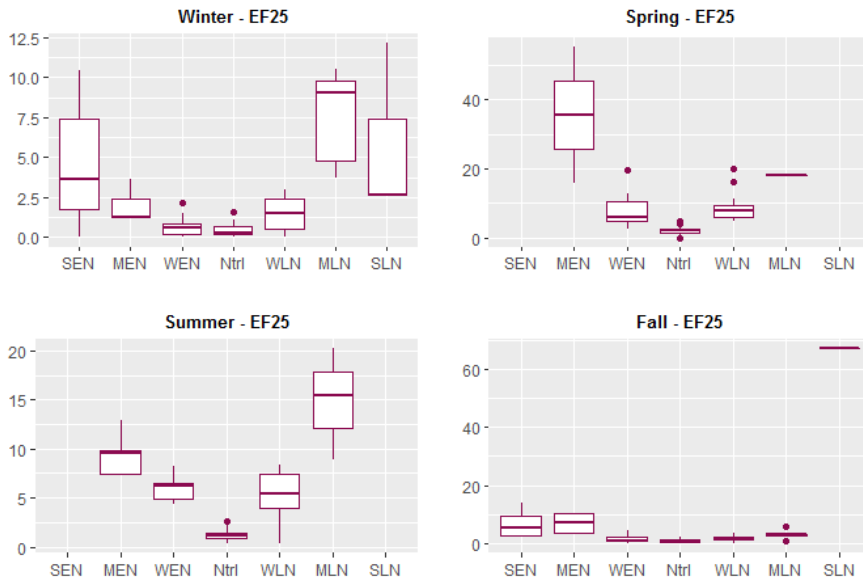 Winter - EF25
12.5
10.0
7.5
5.0
2.5
0.0
SEN MEN WEN Ntrl WLN MLN SLN
Spring - EF25
40
20
0
SEN MEN WEN Ntrl WLN MLN SLN
Summer - EF25
20
15
10
5
0
SEN MEN WEN Ntrl WLN MLN SLN
Fall - EF25
60
40
20
0
SEN MEN WEN Ntrl WLN MLN SLN